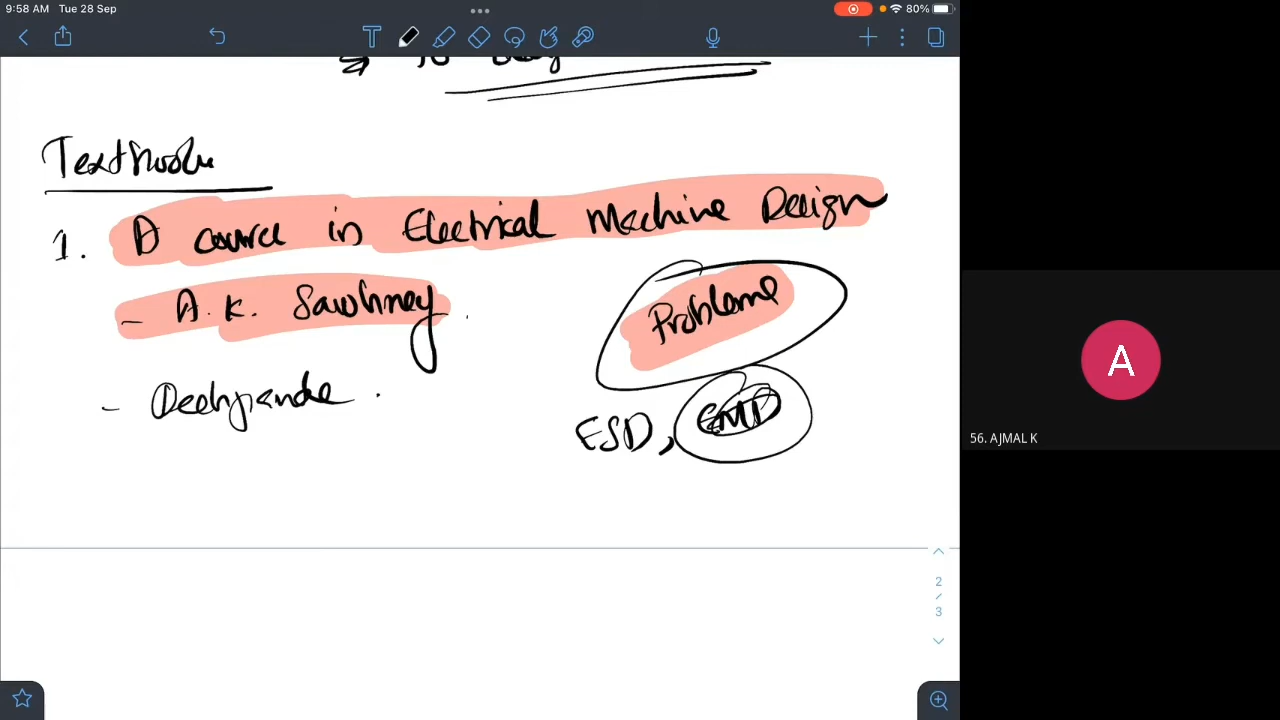 9:58 AM Tue 28 Sep
80%
Textbooks
1. A course in Electrical Machine Design
- A. K. Sawhney.
Problems
- Deshpande.
ESD, EMD
2
/
3
A
56. AJMAL K